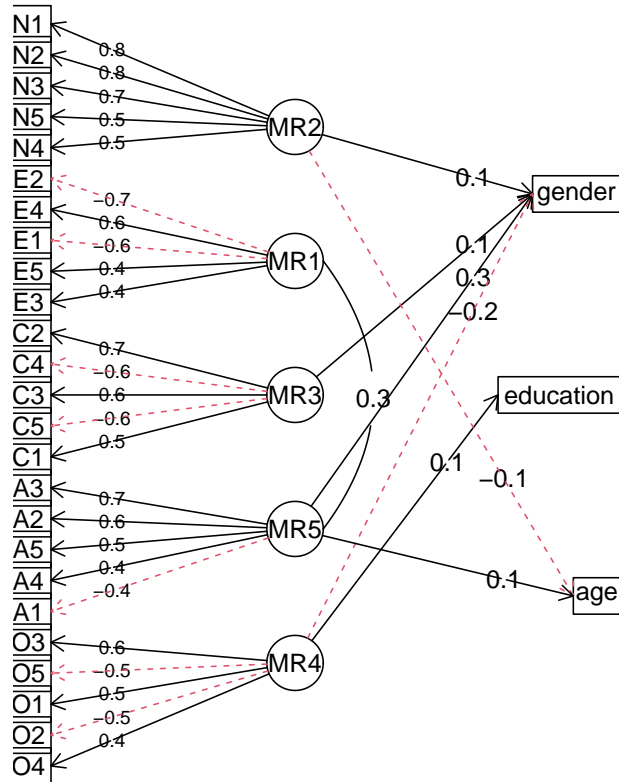 N1
N2
N3
N5
N4
E2
E4
E1
E5
E3
C2
C4
C3
C5
C1
A3
A2
A5
A4
A1
O3
O5
O1
O2
O4
0.8
0.8
0.7
0.5
0.5
−0.7
0.6
−0.6
0.4
0.4
0.7
−0.6
0.6
−0.6
0.5
0.7
0.6
0.5
0.4
−0.4
0.6
−0.5
0.5
−0.5
0.4
MR2
MR1
MR3
MR5
MR4
0.3
0.1
0.1
0.3
−0.2
0.1
−0.1
0.1
gender
education
age